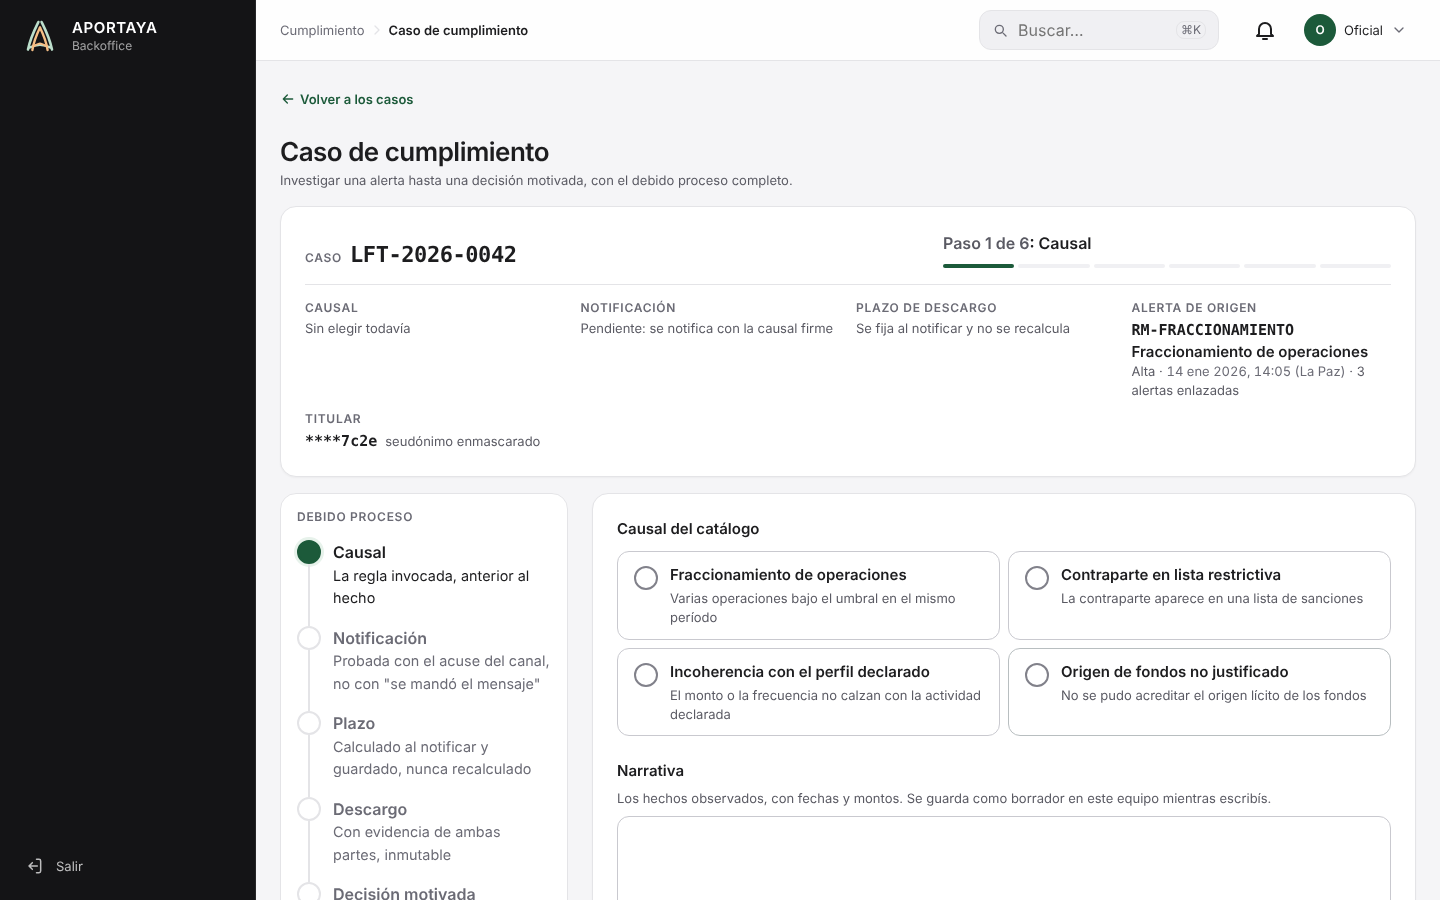 APORTAYA
Backoffice
Salir
Cumplimiento
Caso de cumplimiento
Buscar...
⌘K
O
Oficial
← Volver a los casos
Caso de cumplimiento
Investigar una alerta hasta una decisión motivada, con el debido proceso completo.
CASO LFT-2026-0042
Paso 1 de 6: Causal
CAUSAL
Sin elegir todavía
NOTIFICACIÓN
Pendiente: se notifica con la causal firme
PLAZO DE DESCARGO
Se fija al notificar y no se recalcula
ALERTA DE ORIGEN
RM-FRACCIONAMIENTO
Fraccionamiento de operaciones
Alta · 14 ene 2026, 14:05 (La Paz) · 3
alertas enlazadas
TITULAR
****7c2e seudónimo enmascarado
DEBIDO PROCESO
Causal
La regla invocada, anterior al
hecho
Notificación
Probada con el acuse del canal,
no con "se mandó el mensaje"
Plazo
Calculado al notificar y
guardado, nunca recalculado
Descargo
Con evidencia de ambas
partes, inmutable
Decisión motivada
Causal del catálogo
Fraccionamiento de operaciones
Varias operaciones bajo el umbral en el mismo
período
Contraparte en lista restrictiva
La contraparte aparece en una lista de sanciones
Incoherencia con el perfil declarado
El monto o la frecuencia no calzan con la actividad
declarada
Origen de fondos no justificado
No se pudo acreditar el origen lícito de los fondos
Narrativa
Los hechos observados, con fechas y montos. Se guarda como borrador en este equipo mientras escribís.